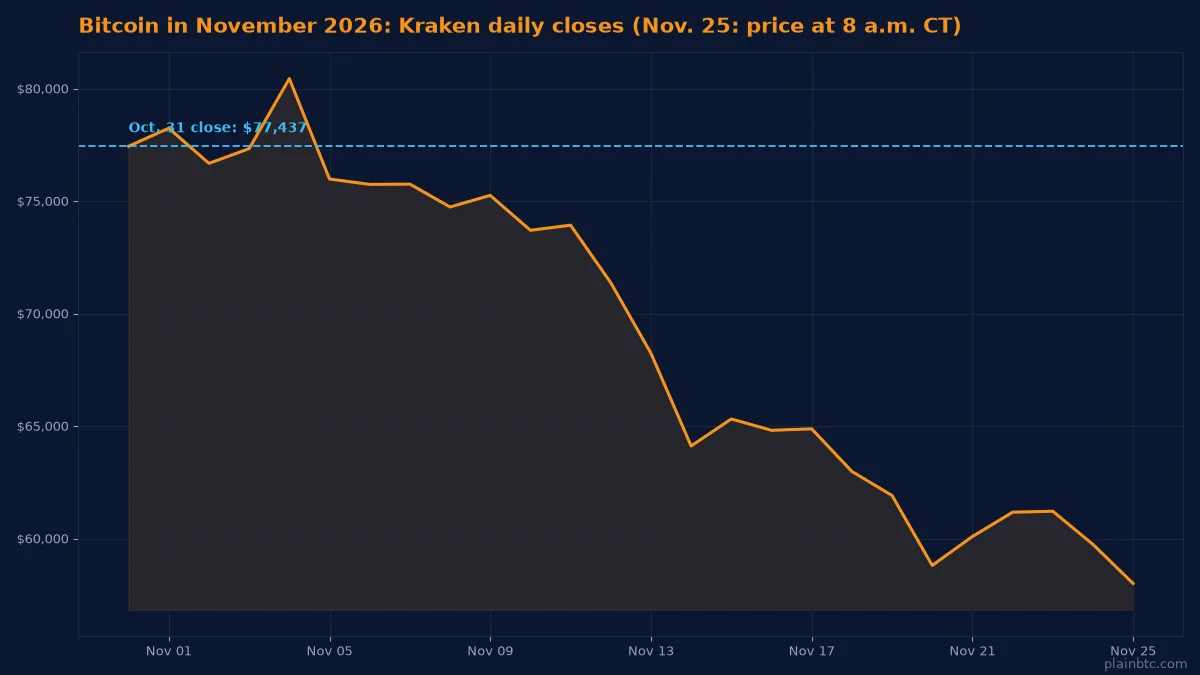 Bitcoin in November 2026: Kraken daily closes (Nov. 25: price at 8 a.m. CT)
$80,000
Oct. 31 close: $77,437
$75,000
$70,000
$65,000
$60,000
Nov 01 Nov 05 Nov 09 Nov 13 Nov 17 Nov 21 Nov 25
plainbtc.com